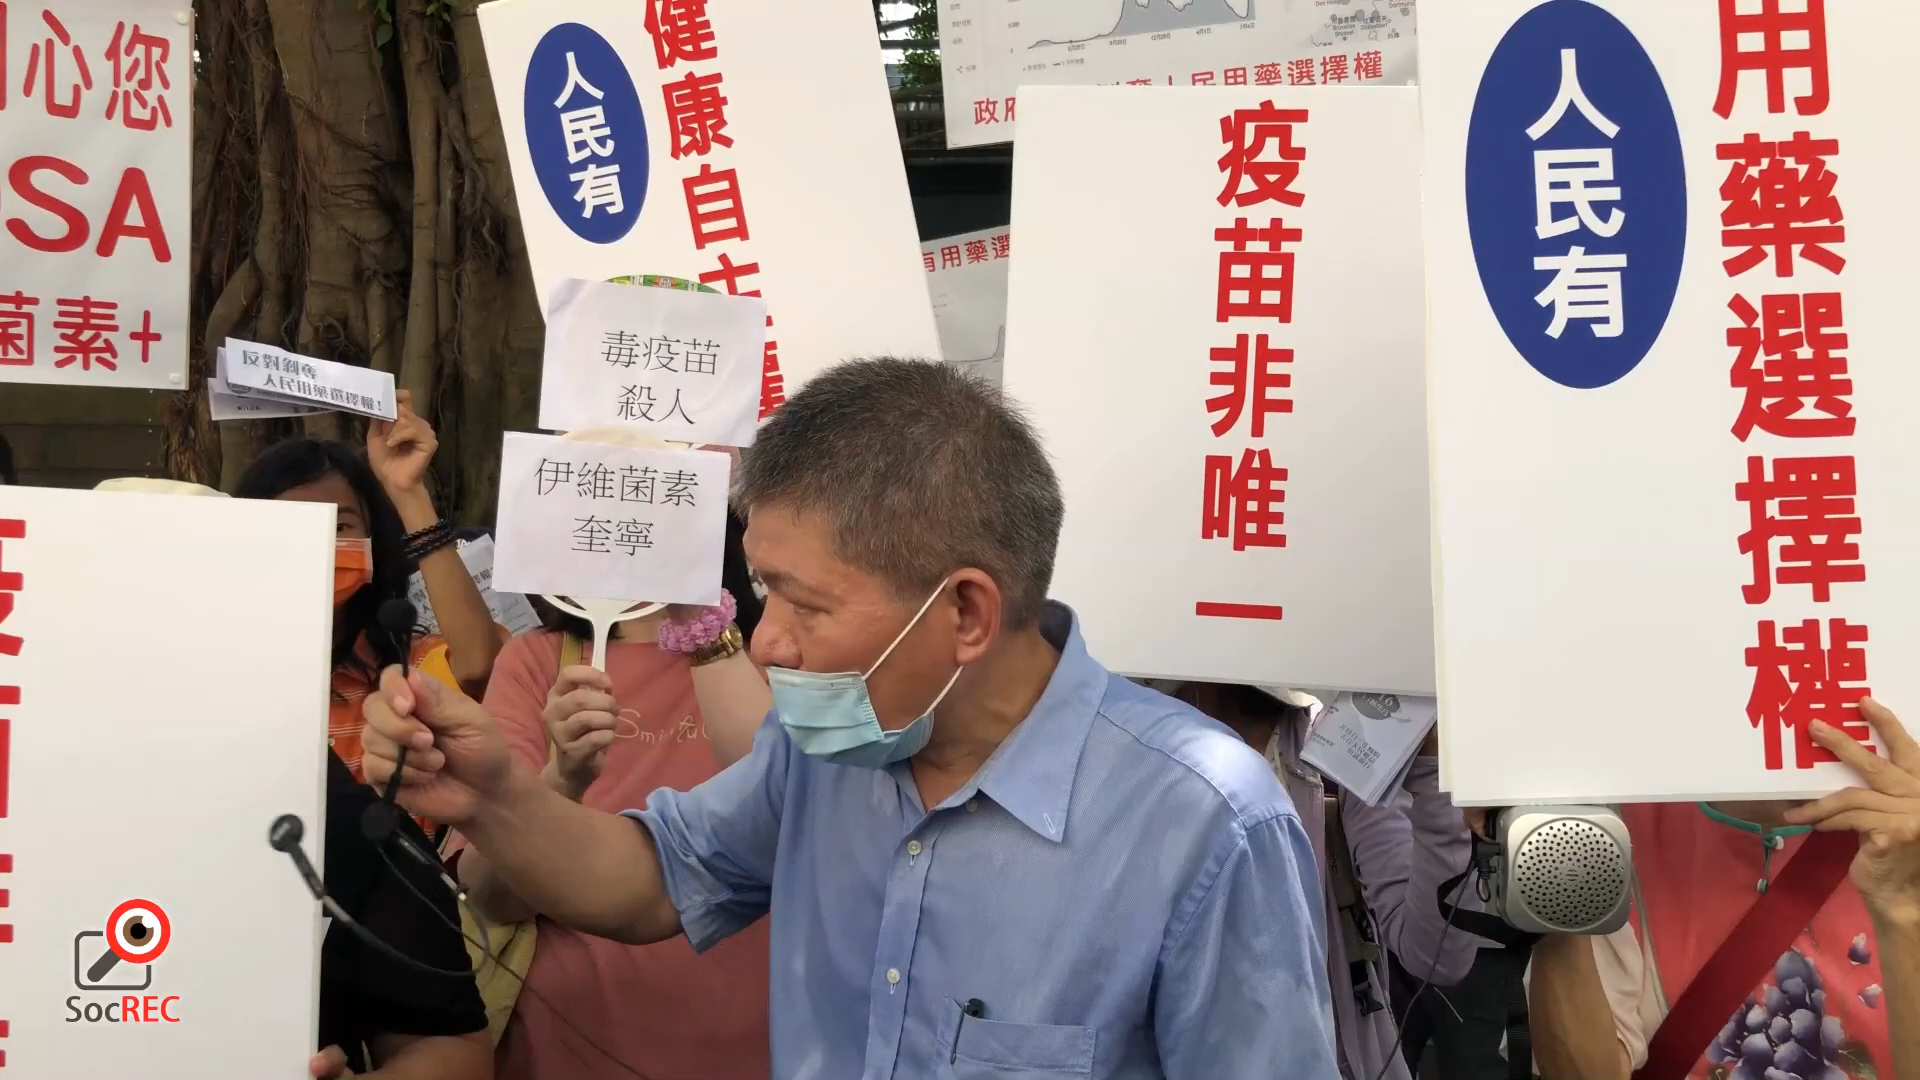 心您
SA
菌素+
反對剝奪
人民用藥選擇權！
人民有
健康自主權
毒疫苗
殺人
伊維菌素
奎寧
人民用藥選擇權
政府
有用藥選
疫苗非唯一
人民有
用藥選擇權
SocREC